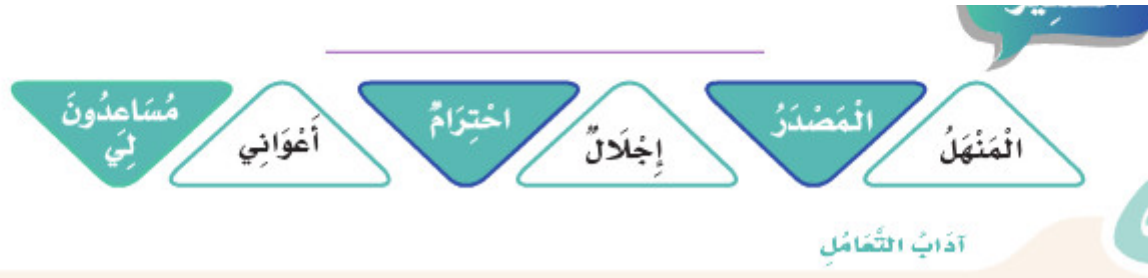 الْمَنْهَلُ الْمَصْدَرُ إِجْلَالٌ احْتِرَامٌ أَعْوَانِي مُسَاعِدُونَ لِي
آدَابُ التَّعَامُلِ